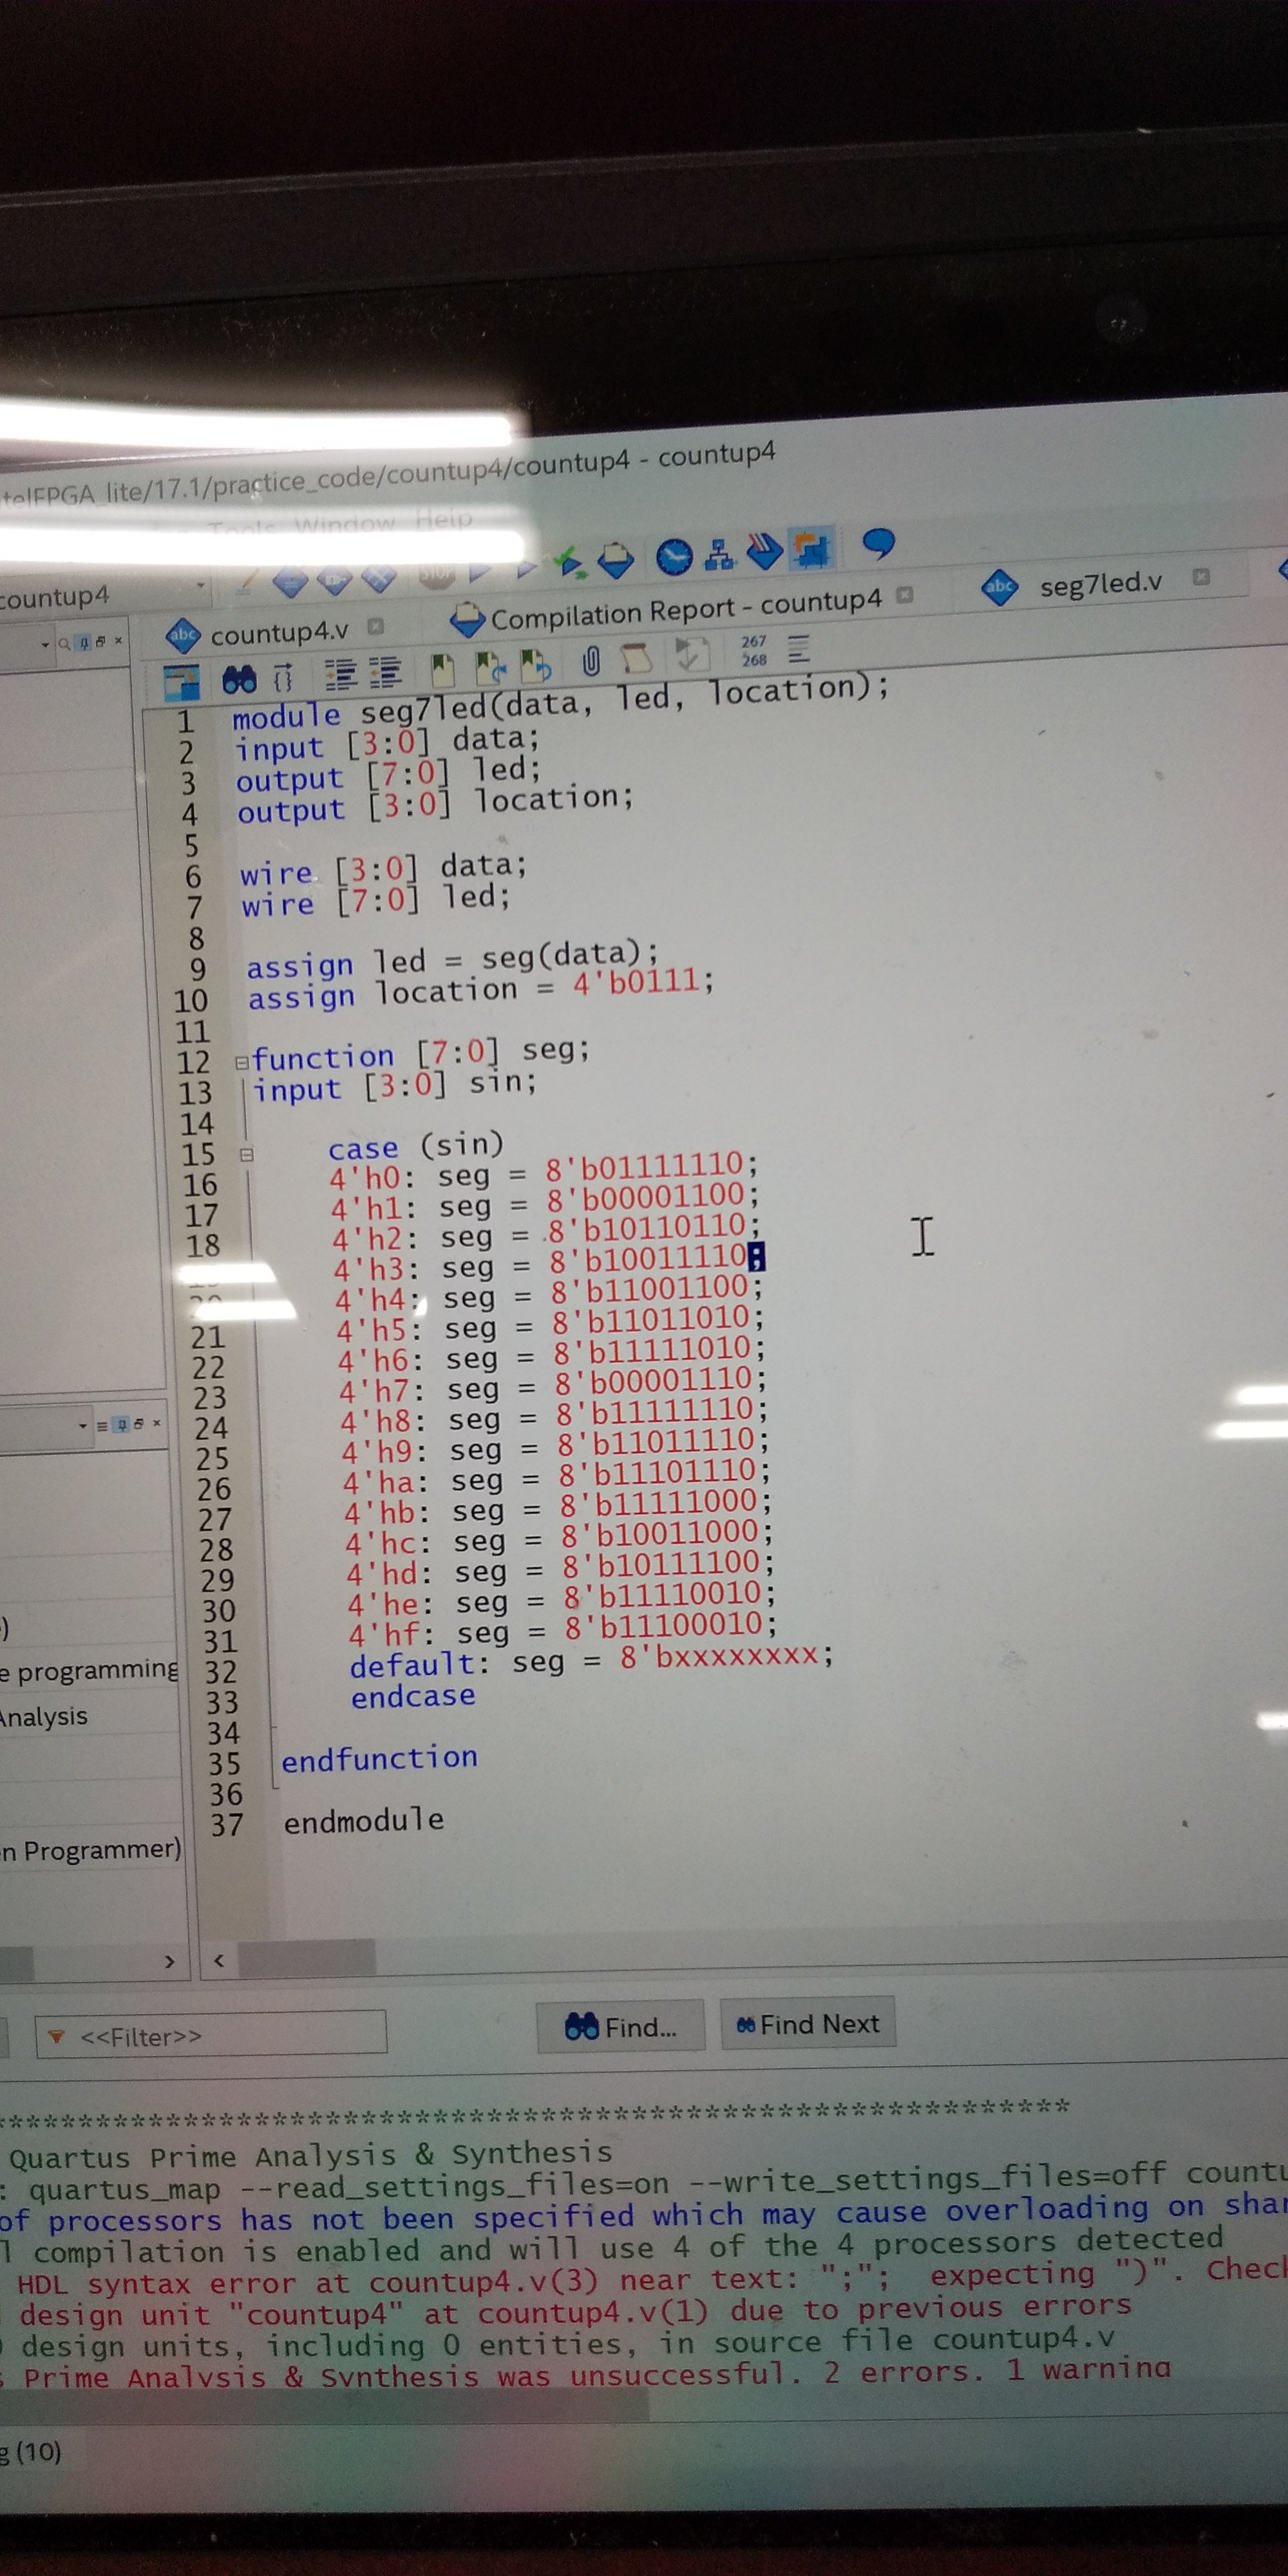 telFPGA_lite/17.1/practice_code/countup4/countup4 - countup4
Tools Window Help
countup4
countup4.v
Compilation Report - countup4
seg7led.v
267
268
1 module seg7led(data, led, location);
2 input [3:0] data;
3 output [7:0] led;
4 output [3:0] location;
5
6 wire [3:0] data;
7 wire [7:0] led;
8
9 assign led = seg(data);
10 assign location = 4'b0111;
11
12 function [7:0] seg;
13 input [3:0] sin;
14
15 case (sin)
16 4'h0: seg = 8'b01111110;
17 4'h1: seg = 8'b00001100;
18 4'h2: seg = 8'b10110110;
4'h3: seg = 8'b10011110;
4'h4: seg = 8'b11001100;
21 4'h5: seg = 8'b11011010;
22 4'h6: seg = 8'b11111010;
23 4'h7: seg = 8'b00001110;
24 4'h8: seg = 8'b11111110;
25 4'h9: seg = 8'b11011110;
26 4'ha: seg = 8'b11101110;
27 4'hb: seg = 8'b11111000;
28 4'hc: seg = 8'b10011000;
29 4'hd: seg = 8'b10111100;
30 4'he: seg = 8'b11110010;
31 4'hf: seg = 8'b11100010;
32 default: seg = 8'bxxxxxxxx;
33 endcase
34
35 endfunction
36
37 endmodule
)
e programming
Analysis
n Programmer)
<<Filter>>
Find...
Find Next
*************************************************************
Quartus Prime Analysis & Synthesis
: quartus_map --read_settings_files=on --write_settings_files=off countu
of processors has not been specified which may cause overloading on shar
l compilation is enabled and will use 4 of the 4 processors detected
HDL syntax error at countup4.v(3) near text: ";"; expecting ")". Check
design unit "countup4" at countup4.v(1) due to previous errors
0 design units, including 0 entities, in source file countup4.v
s Prime Analysis & Synthesis was unsuccessful. 2 errors. 1 warning
g (10)